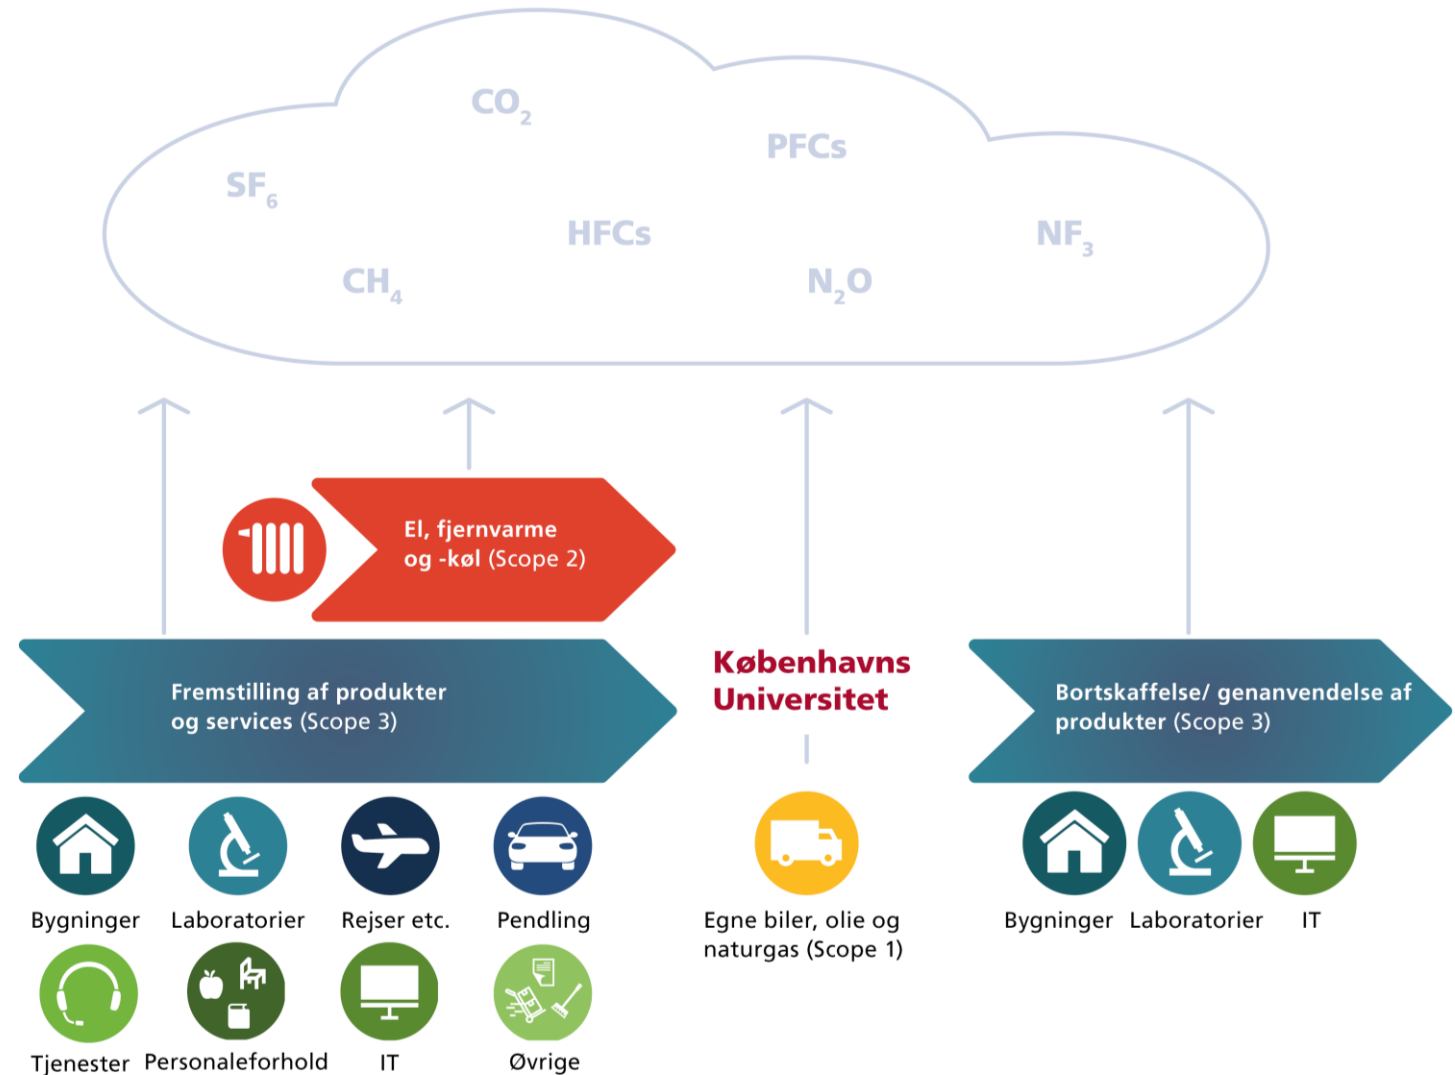 CO₂
PFCs
SF₆
HFCs
NF₃
CH₄
N₂O
El, fjernvarme
og -køl (Scope 2)
Fremstilling af produkter
og services (Scope 3)
Københavns
Universitet
Bortskaffelse/ genanvendelse af
produkter (Scope 3)
Bygninger
Laboratorier
Rejser etc.
Pendling
Egne biler, olie og
naturgas (Scope 1)
Bygninger
Laboratorier
IT
Tjenester
Personaleforhold
IT
Øvrige